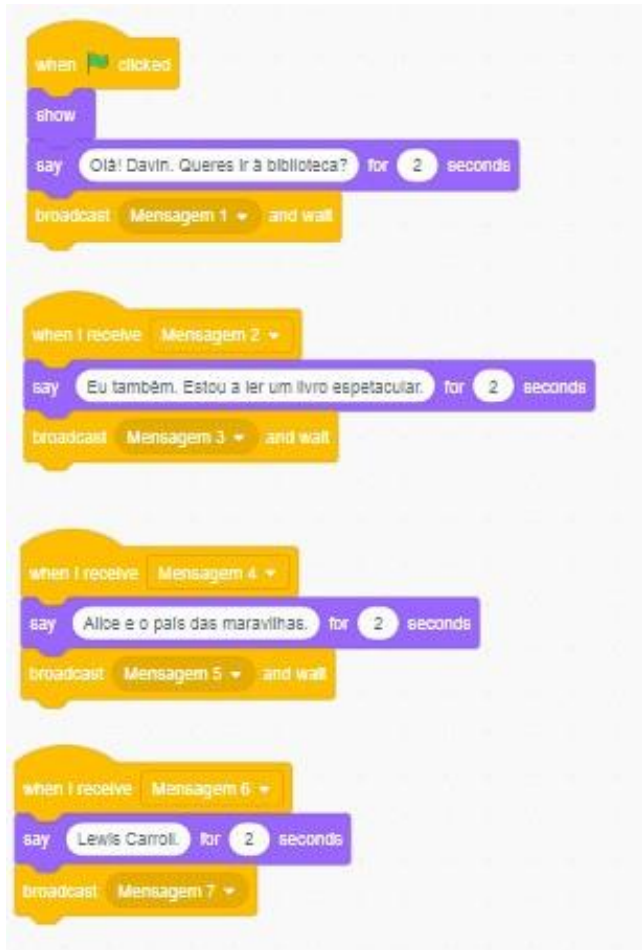 when clicked
show
say Olá! Davin. Queres ir à biblioteca? for 2 seconds
broadcast Mensagem 1 and wait
when I receive Mensagem 2
say Eu também. Estou a ler um livro espetacular. for 2 seconds
broadcast Mensagem 3 and wait
when I receive Mensagem 4
say Alice e o país das maravilhas. for 2 seconds
broadcast Mensagem 5 and wait
when I receive Mensagem 6
say Lewis Carroll. for 2 seconds
broadcast Mensagem 7